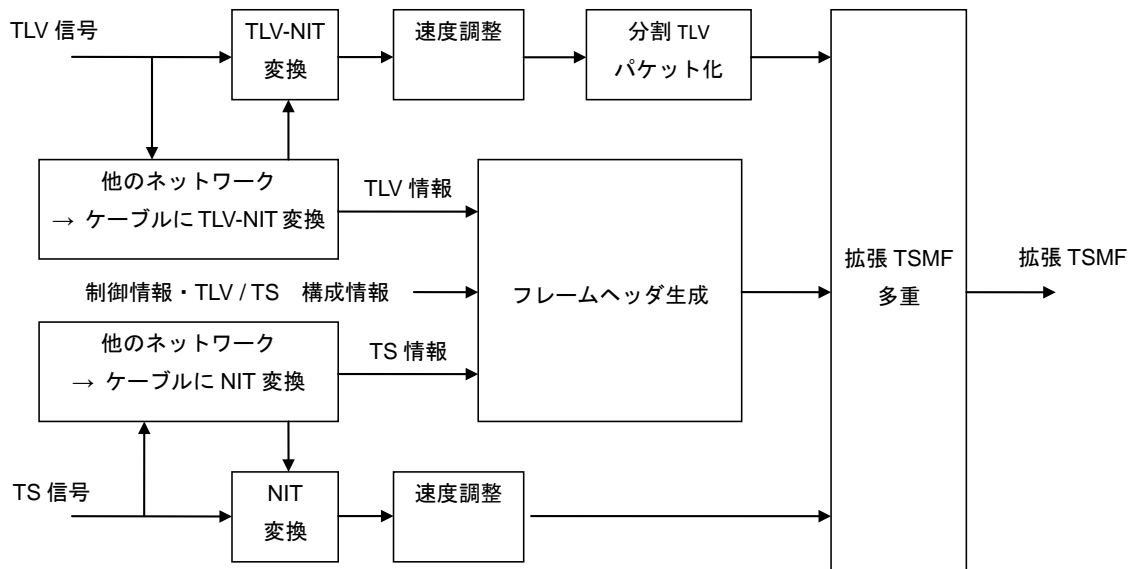 TLV 信号
TLV-NIT
変換
速度調整
分割 TLV
パケット化
他のネットワーク
→ ケーブルに TLV-NIT 変換
TLV 情報
制御情報・TLV / TS　構成情報
フレームヘッダ生成
拡張 TSMF
多重
拡張 TSMF
他のネットワーク
→ ケーブルに NIT 変換
TS 情報
TS 信号
NIT
変換
速度調整